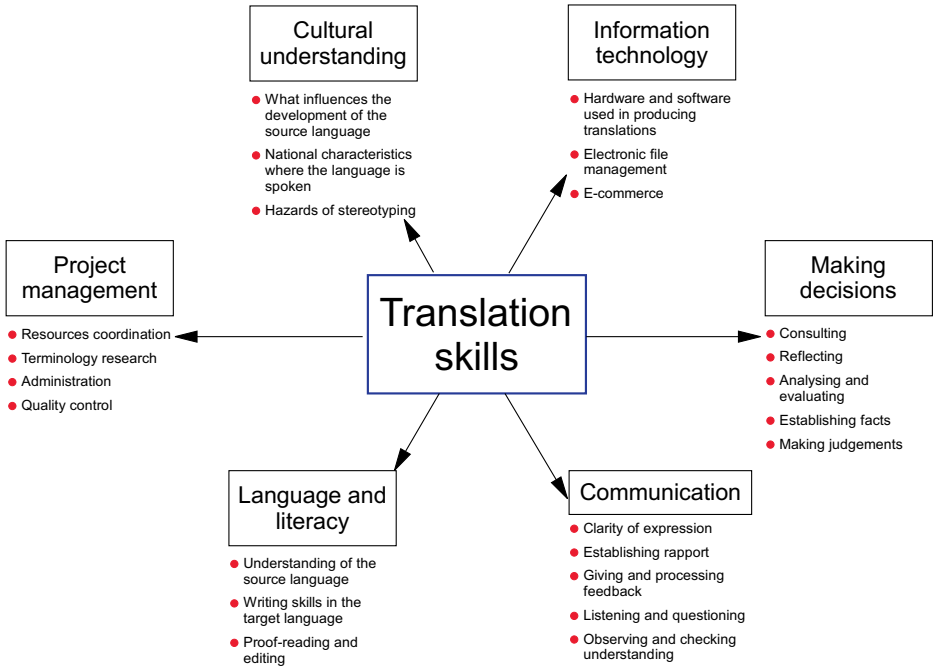 Cultural
understanding
What influences the
development of the
source language
National characteristics
where the language is
spoken
Hazards of stereotyping
Information
technology
Hardware and software
used in producing
translations
Electronic file
management
E-commerce
Project
management
Resources coordination
Terminology research
Administration
Quality control
Translation
skills
Making
decisions
Consulting
Reflecting
Analysing and
evaluating
Establishing facts
Making judgements
Language and
literacy
Understanding of the
source language
Writing skills in the
target language
Proof-reading and
editing
Communication
Clarity of expression
Establishing rapport
Giving and processing
feedback
Listening and questioning
Observing and checking
understanding